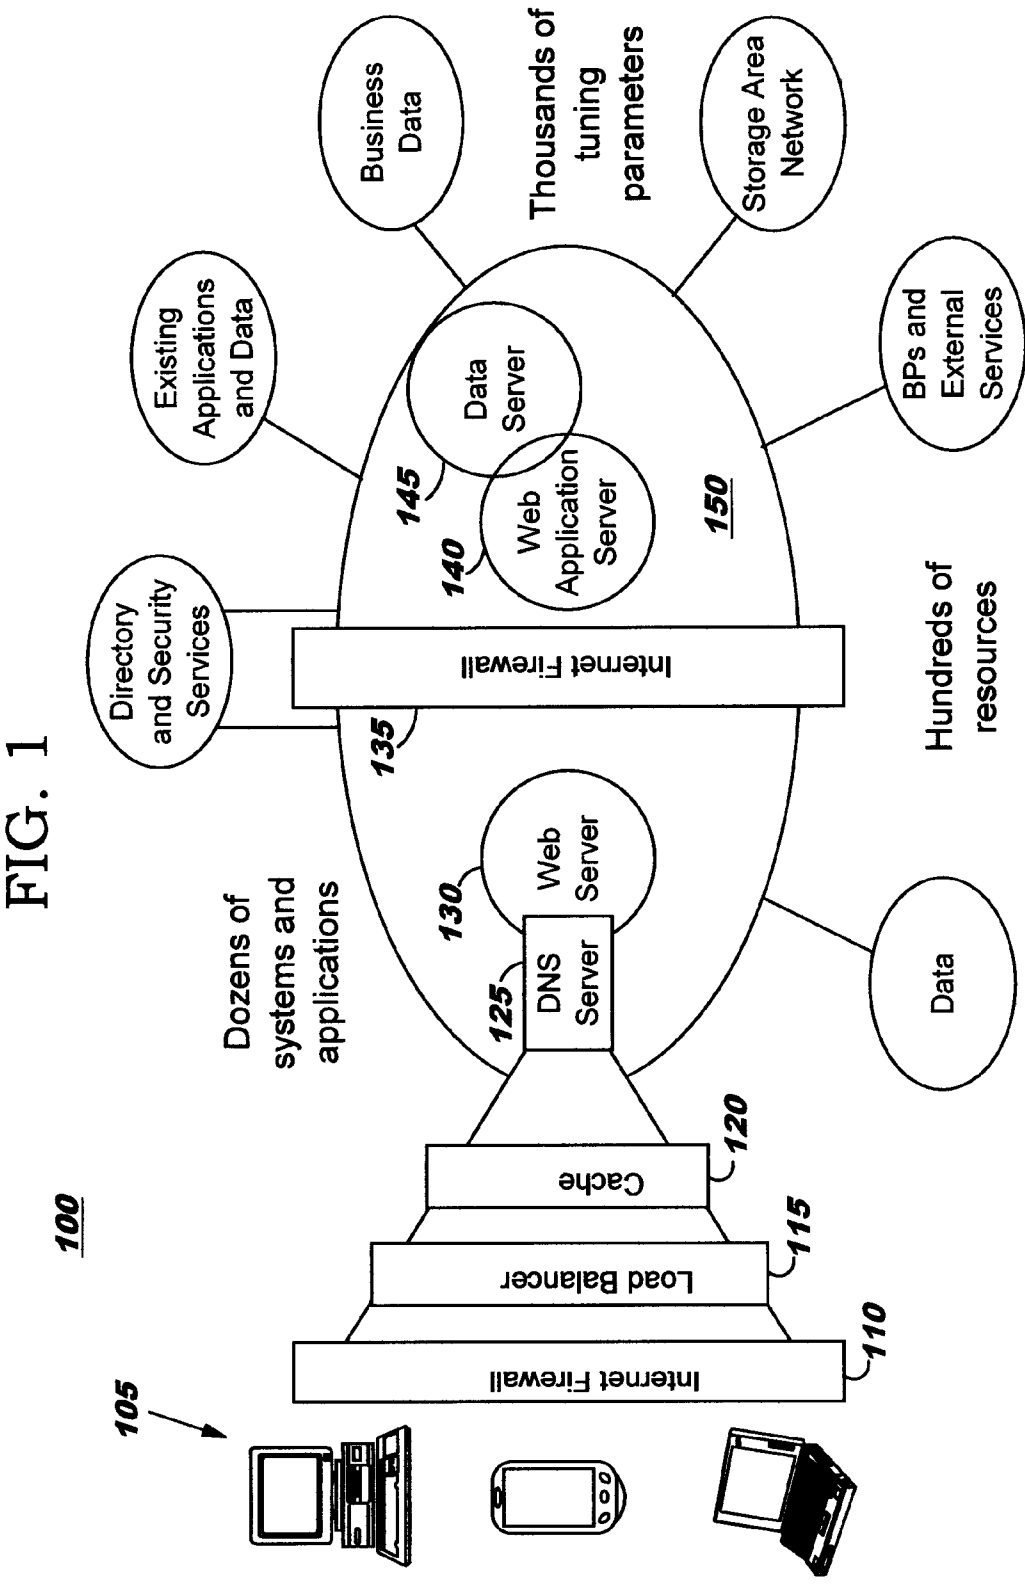 FIG. 1
100
105
Internet Firewall
110
Load Balancer
115
Cache
120
Dozens of
systems and
applications
DNS
Server
125
Web
Server
130
Internet Firewall
135
Web
Application
Server
140
Data
Server
145
150
Directory
and Security
Services
Existing
Applications
and Data
Business
Data
Thousands of
tuning
parameters
Storage Area
Network
BPs and
External
Services
Hundreds of
resources
Data